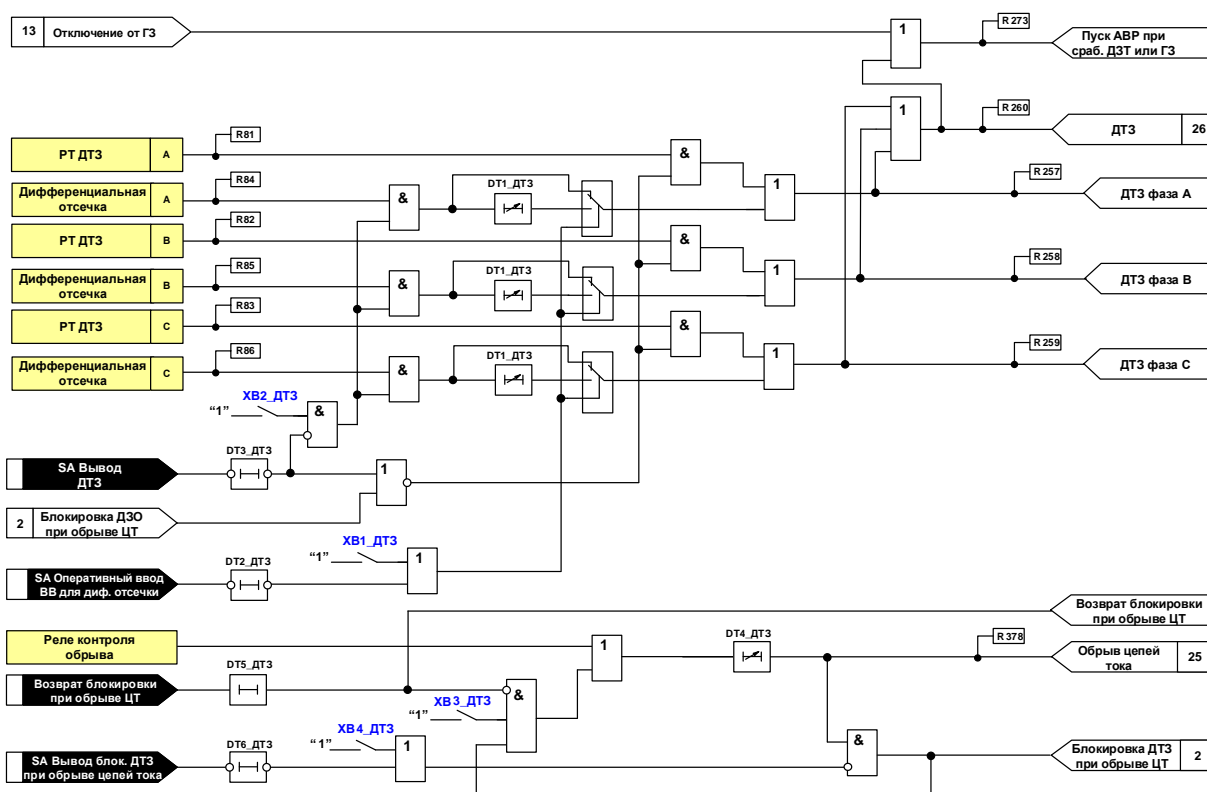 13 Отключение от ГЗ
1
R 273
Пуск АВР при
сраб. ДЗТ или ГЗ
1
R 260
ДТЗ 26
РТ ДТЗ A
R81
&
Дифференциальная
отсечка A
R84
&
DT1_ДТЗ
1
R 257
ДТЗ фаза А
РТ ДТЗ B
R82
&
Дифференциальная
отсечка B
R85
&
DT1_ДТЗ
1
R 258
ДТЗ фаза В
РТ ДТЗ C
R83
&
Дифференциальная
отсечка C
R86
&
DT1_ДТЗ
1
R 259
ДТЗ фаза С
XB2_ДТЗ
“1”
&
SA Вывод
ДТЗ
DT3_ДТЗ
1
2 Блокировка ДЗО
при обрыве ЦТ
XB1_ДТЗ
“1”
1
SA Оперативный ввод
ВВ для диф. отсечки
DT2_ДТЗ
Возврат блокировки
при обрыве ЦТ
Реле контроля
обрыва
1
DT4_ДТЗ
R 378
Обрыв цепей
тока 25
Возврат блокировки
при обрыве ЦТ
DT5_ДТЗ
XB3_ДТЗ
“1”
&
XB4_ДТЗ
“1”
1
SA Вывод блок. ДТЗ
при обрыве цепей тока
DT6_ДТЗ
&
Блокировка ДТЗ
при обрыве ЦТ 2